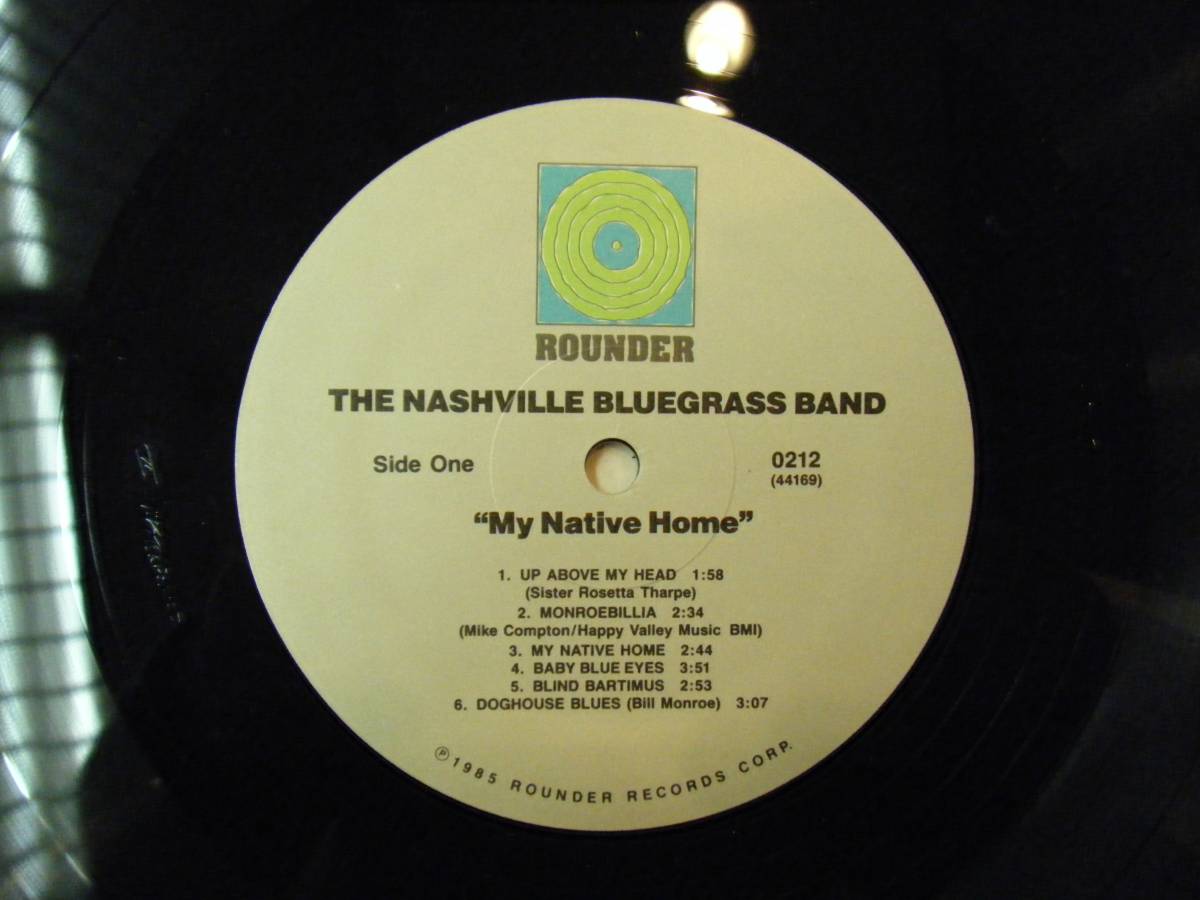 ROUNDER
THE NASHVILLE BLUEGRASS BAND
Side One
0212
(44169)
“My Native Home”
1. UP ABOVE MY HEAD 1:58
(Sister Rosetta Tharpe)
2. MONROEBILLIA 2:34
(Mike Compton/Happy Valley Music BMI)
3. MY NATIVE HOME 2:44
4. BABY BLUE EYES 3:51
5. BLIND BARTIMUS 2:53
6. DOGHOUSE BLUES (Bill Monroe) 3:07
℗ 1985 ROUNDER RECORDS CORP.